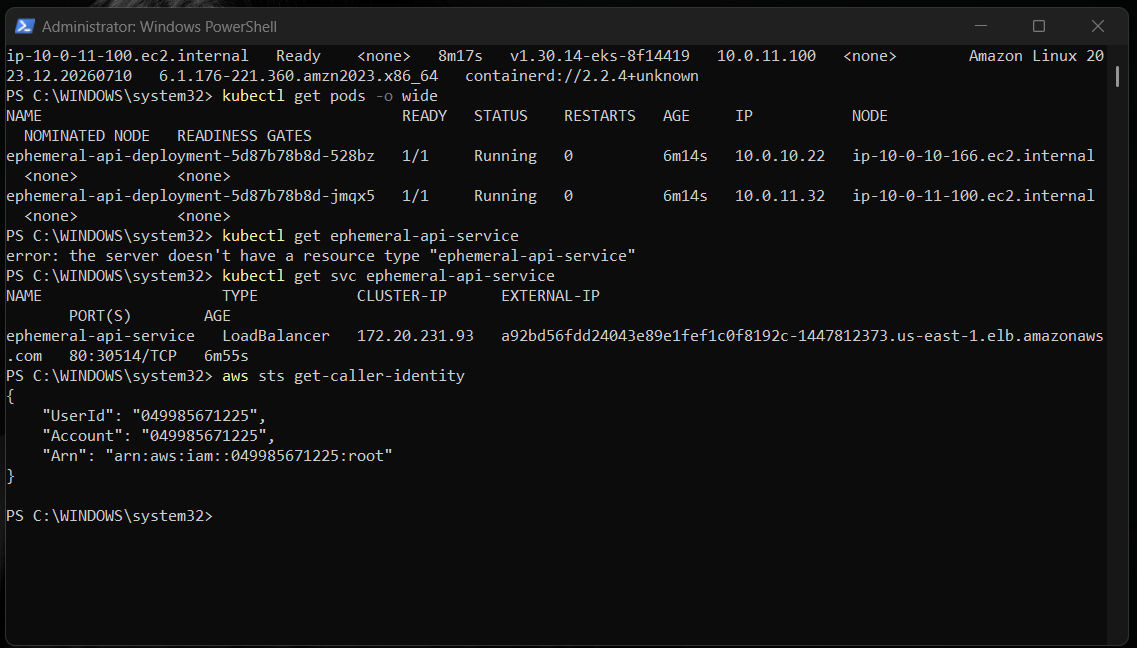 Administrator: Windows PowerShell
ip-10-0-11-100.ec2.internal   Ready    <none>   8m17s   v1.30.14-eks-8f14419   10.0.11.100   <none>        Amazon Linux 20
23.12.20260710   6.1.176-221.360.amzn2023.x86_64   containerd://2.2.4+unknown
PS C:\WINDOWS\system32> kubectl get pods -o wide
NAME                                        READY   STATUS    RESTARTS   AGE     IP           NODE
  NOMINATED NODE   READINESS GATES
ephemeral-api-deployment-5d87b78b8d-528bz   1/1     Running   0          6m14s   10.0.10.22   ip-10-0-10-166.ec2.internal
  <none>           <none>
ephemeral-api-deployment-5d87b78b8d-jmqx5   1/1     Running   0          6m14s   10.0.11.32   ip-10-0-11-100.ec2.internal
  <none>           <none>
PS C:\WINDOWS\system32> kubectl get ephemeral-api-service
error: the server doesn't have a resource type "ephemeral-api-service"
PS C:\WINDOWS\system32> kubectl get svc ephemeral-api-service
NAME                    TYPE           CLUSTER-IP      EXTERNAL-IP
       PORT(S)        AGE
ephemeral-api-service   LoadBalancer   172.20.231.93   a92bd56fdd24043e89e1fef1c0f8192c-1447812373.us-east-1.elb.amazonaws
.com   80:30514/TCP   6m55s
PS C:\WINDOWS\system32> aws sts get-caller-identity
{
    "UserId": "049985671225",
    "Account": "049985671225",
    "Arn": "arn:aws:iam::049985671225:root"
}
PS C:\WINDOWS\system32>